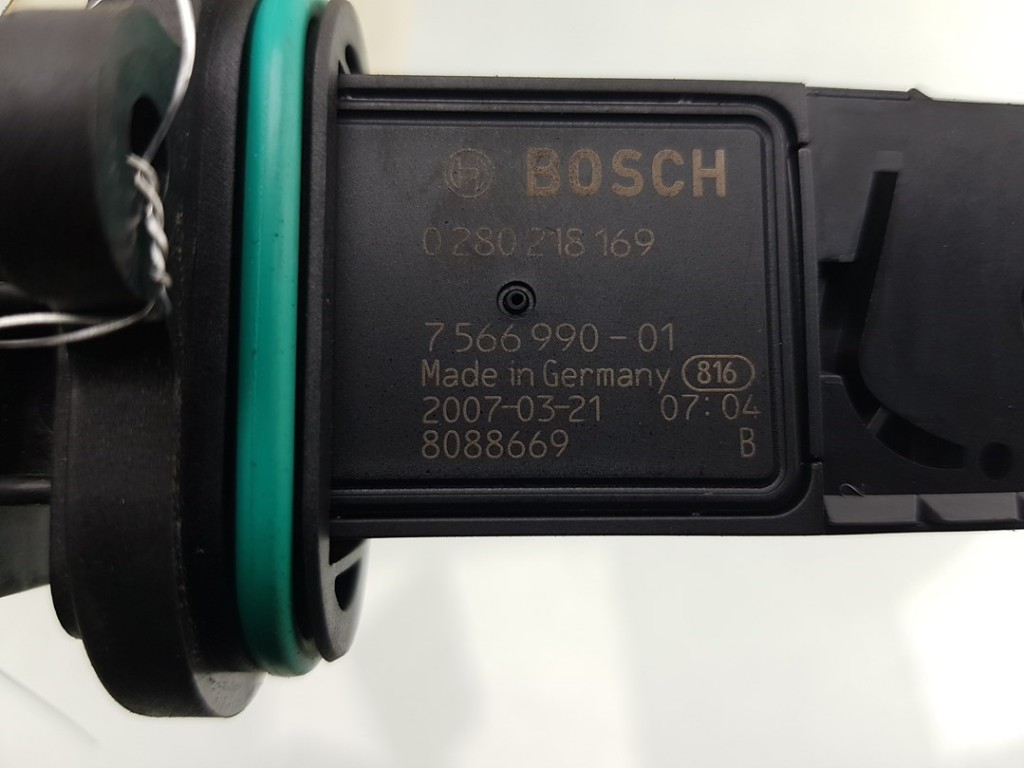 BOSCH
0 280 218 169
7 566 990-01
Made in Germany 816
2007-03-21 07:04
8088669 B